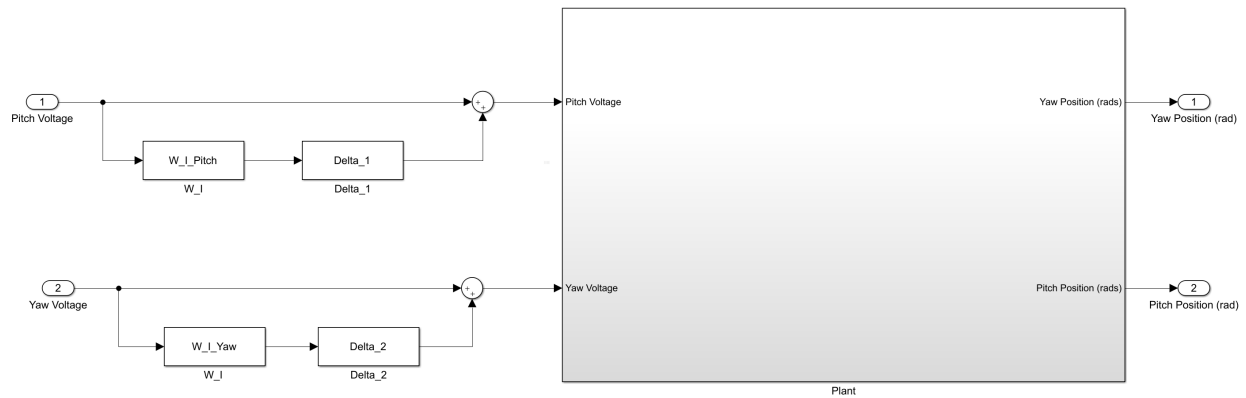 1
Pitch Voltage
+
+
Pitch Voltage
Yaw Position (rads)
1
Yaw Position (rad)
W_I_Pitch
W_I
Delta_1
Delta_1
2
Yaw Voltage
+
+
Yaw Voltage
Pitch Position (rads)
2
Pitch Position (rad)
W_I_Yaw
W_I
Delta_2
Delta_2
Plant